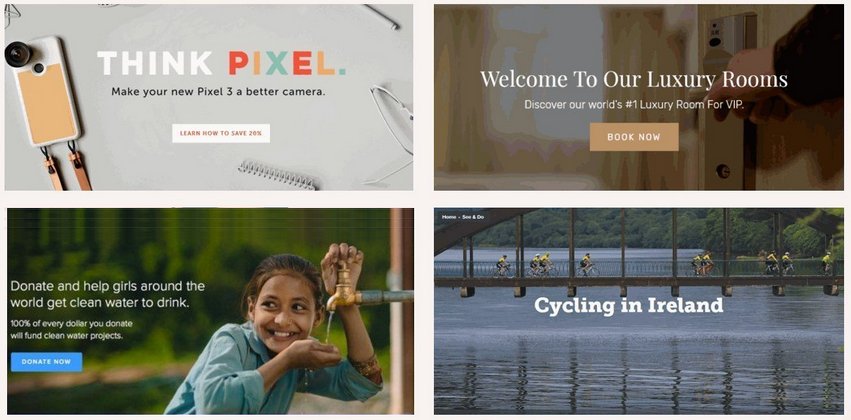 THINK PIXEL.
Make your new Pixel 3 a better camera.
LEARN HOW TO SAVE 20%
Welcome To Our Luxury Rooms
Discover our world's #1 Luxury Room For VIP.
BOOK NOW
Donate and help girls around the
world get clean water to drink.
100% of every dollar you donate
will fund clean water projects.
DONATE NOW
Home • See & Do
Cycling in Ireland